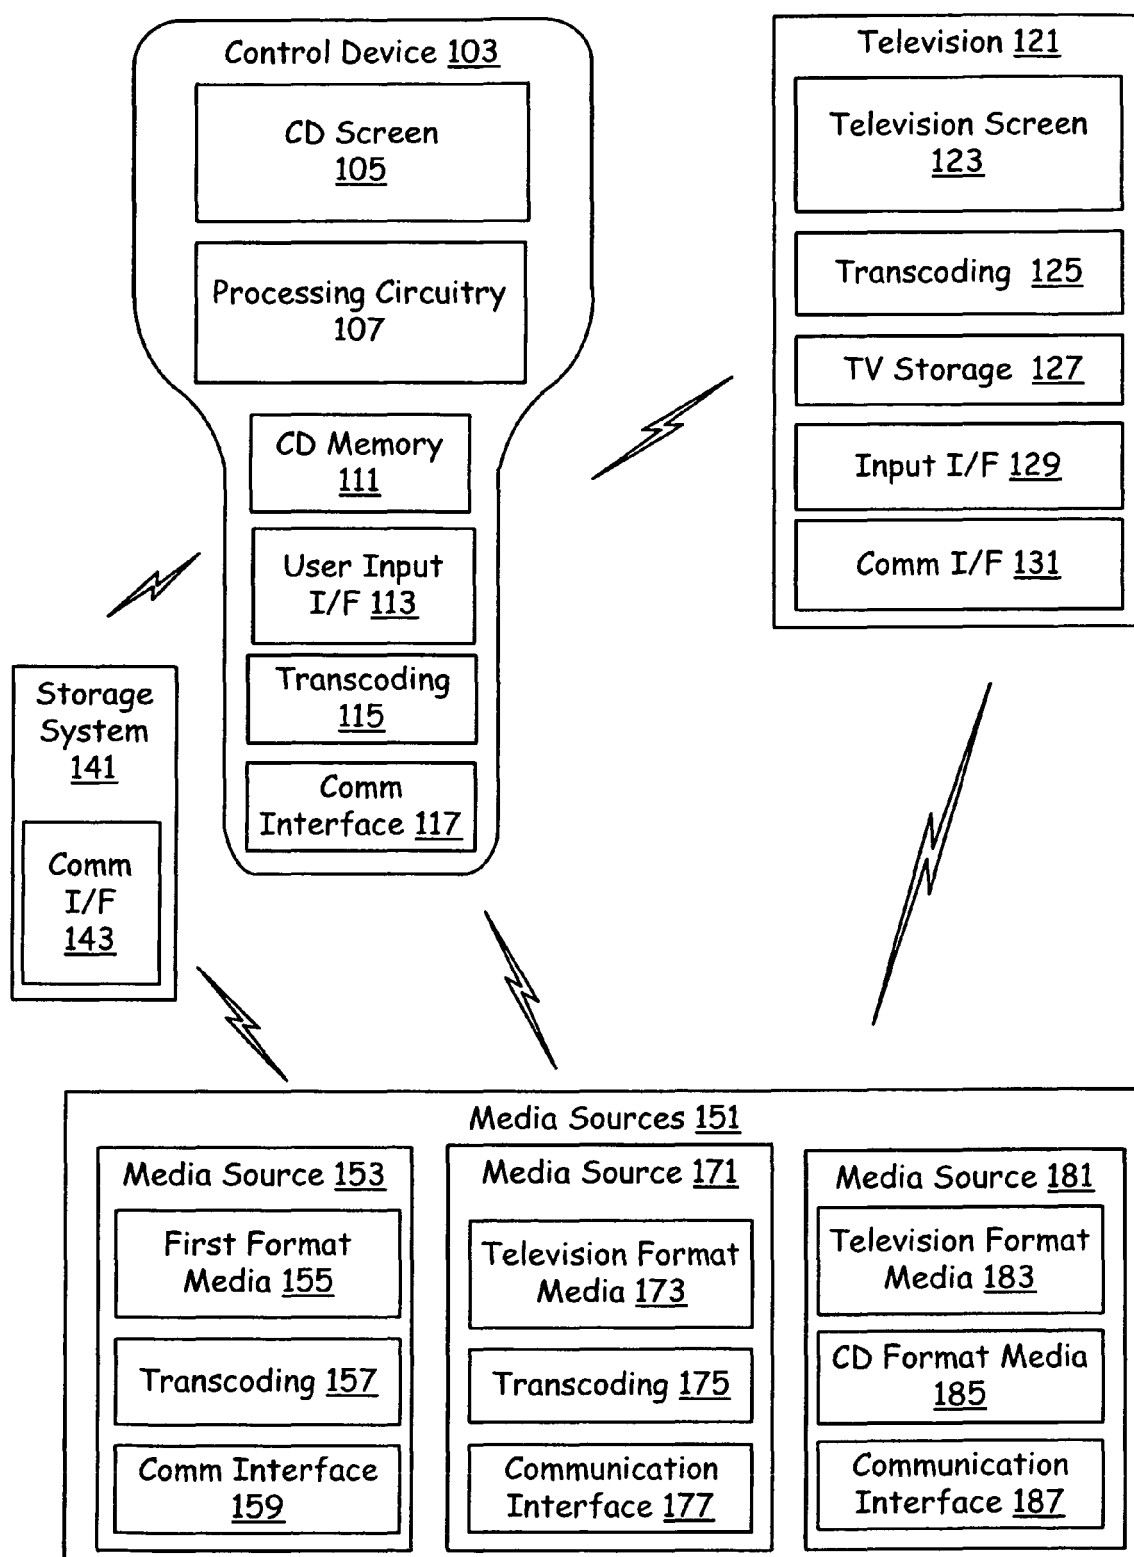 Control Device 103
CD Screen
105
Processing Circuitry
107
CD Memory
111
User Input
I/F 113
Transcoding
115
Comm
Interface 117
Television 121
Television Screen
123
Transcoding 125
TV Storage 127
Input I/F 129
Comm I/F 131
Storage
System
141
Comm
I/F
143
Media Sources 151
Media Source 153
First Format
Media 155
Transcoding 157
Comm Interface
159
Media Source 171
Television Format
Media 173
Transcoding 175
Communication
Interface 177
Media Source 181
Television Format
Media 183
CD Format Media
185
Communication
Interface 187